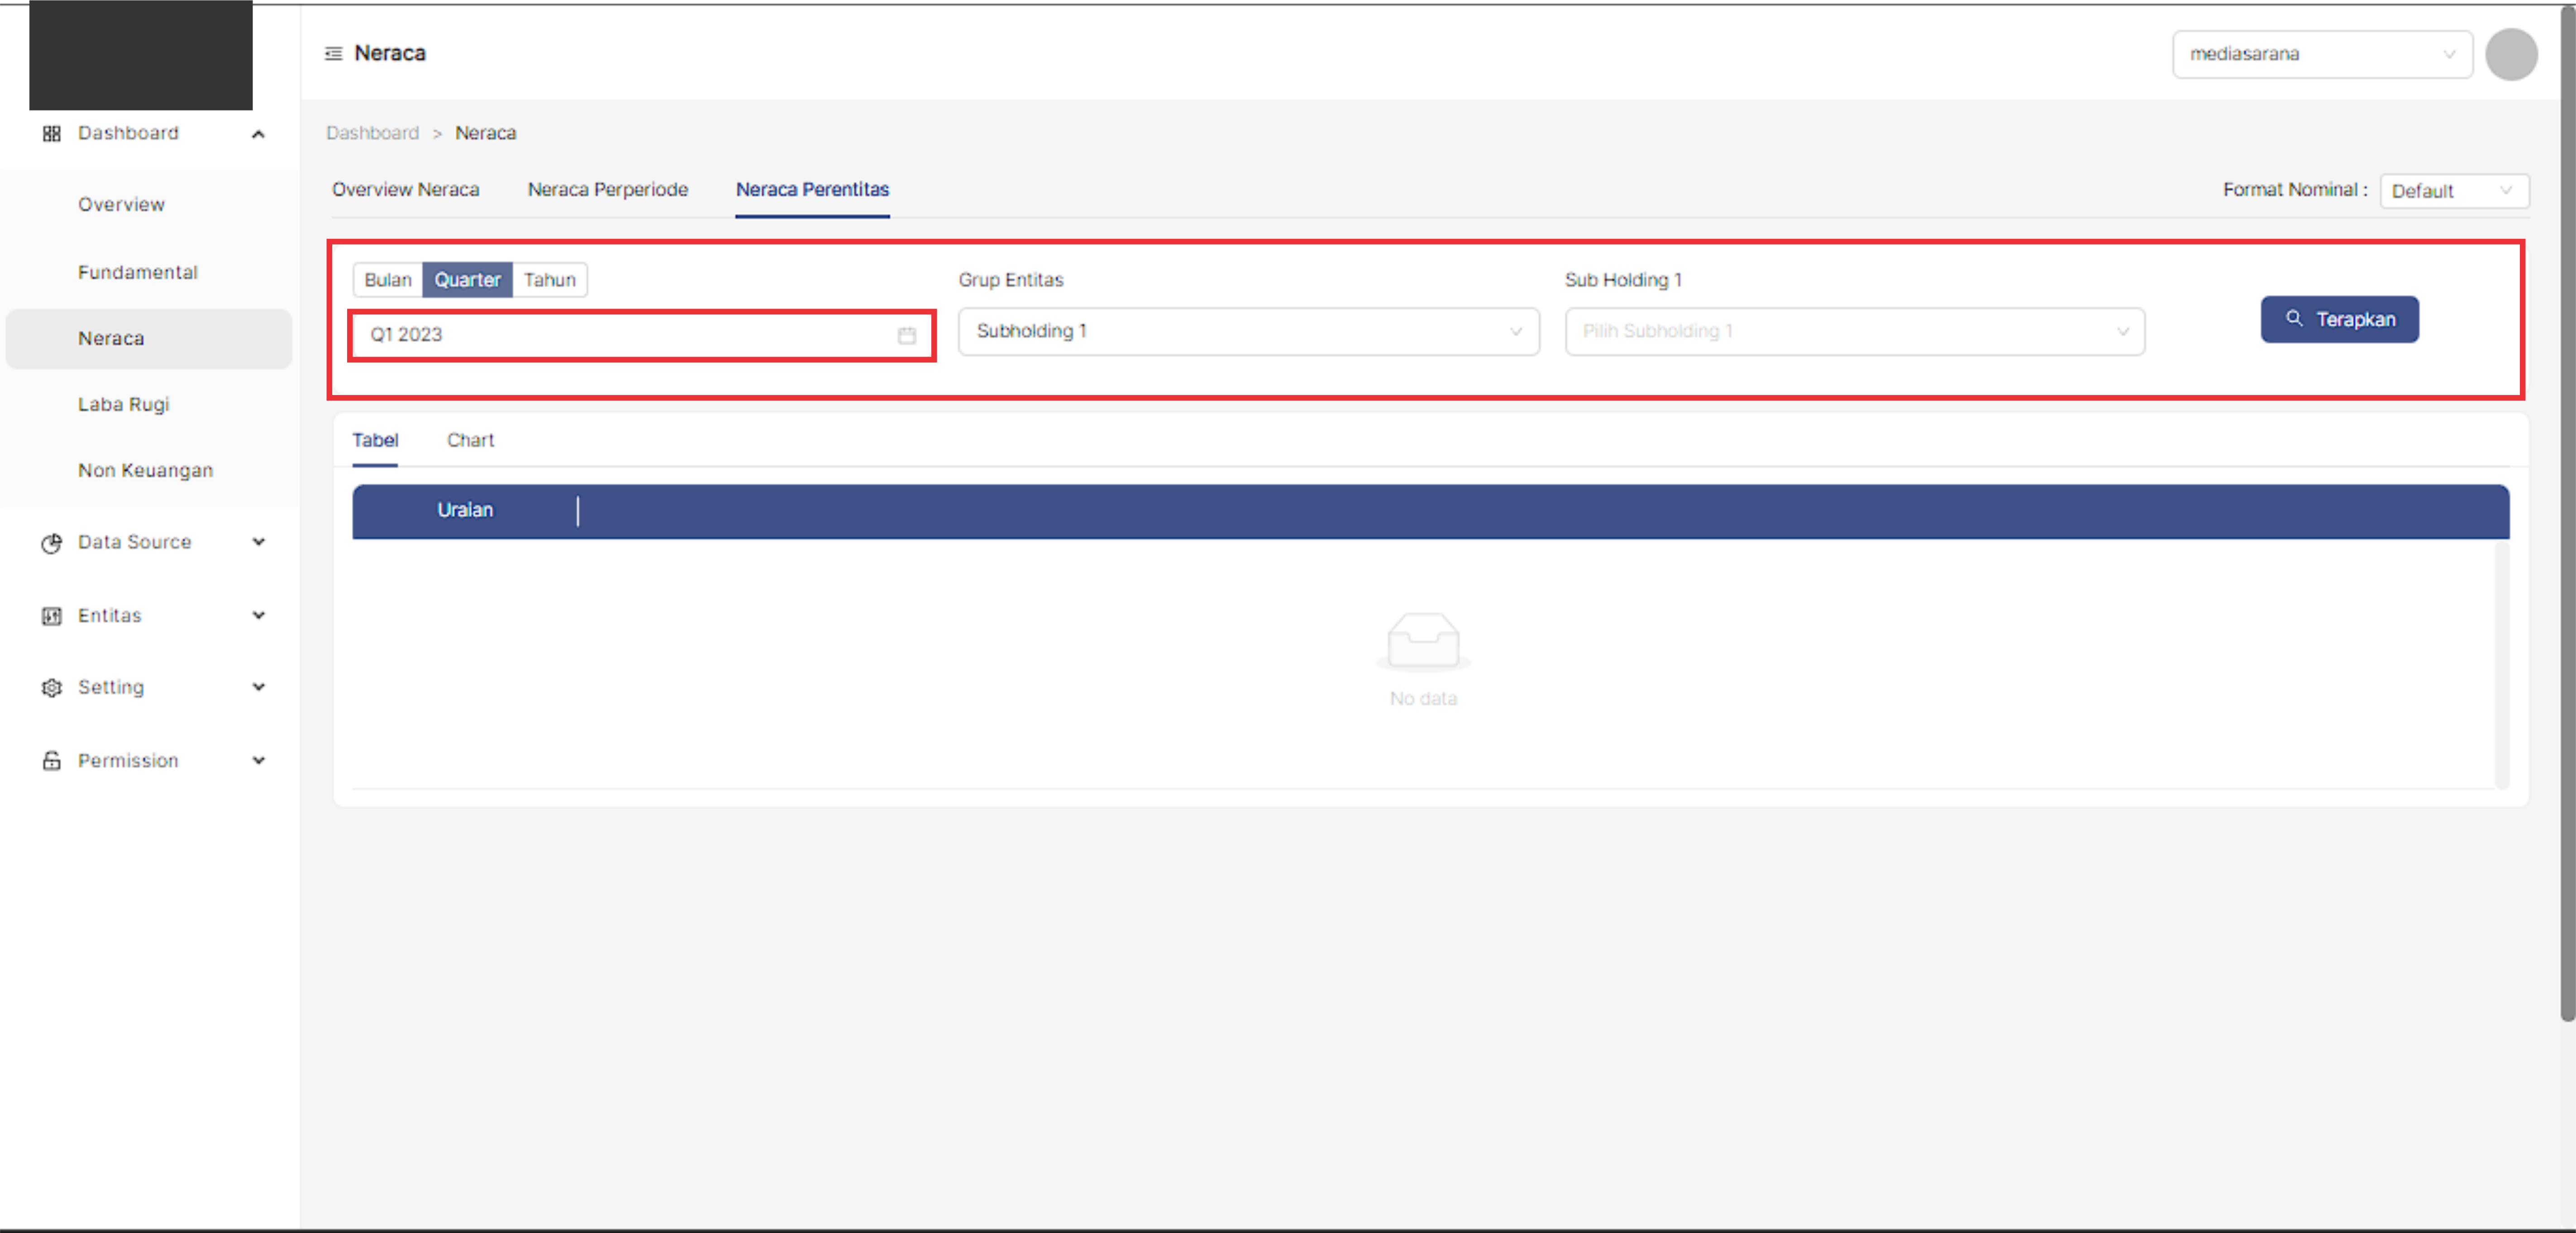 Neraca
mediasarana
Dashboard
Overview
Fundamental
Neraca
Laba Rugi
Non Keuangan
Data Source
Entitas
Setting
Permission
Dashboard > Neraca
Overview Neraca Neraca Perperiode Neraca Perentitas
Format Nominal : Default
Bulan Quarter Tahun
Q1 2023
Grup Entitas
Subholding 1
Sub Holding 1
Pilih Subholding 1
Terapkan
Tabel Chart
Uraian
No data